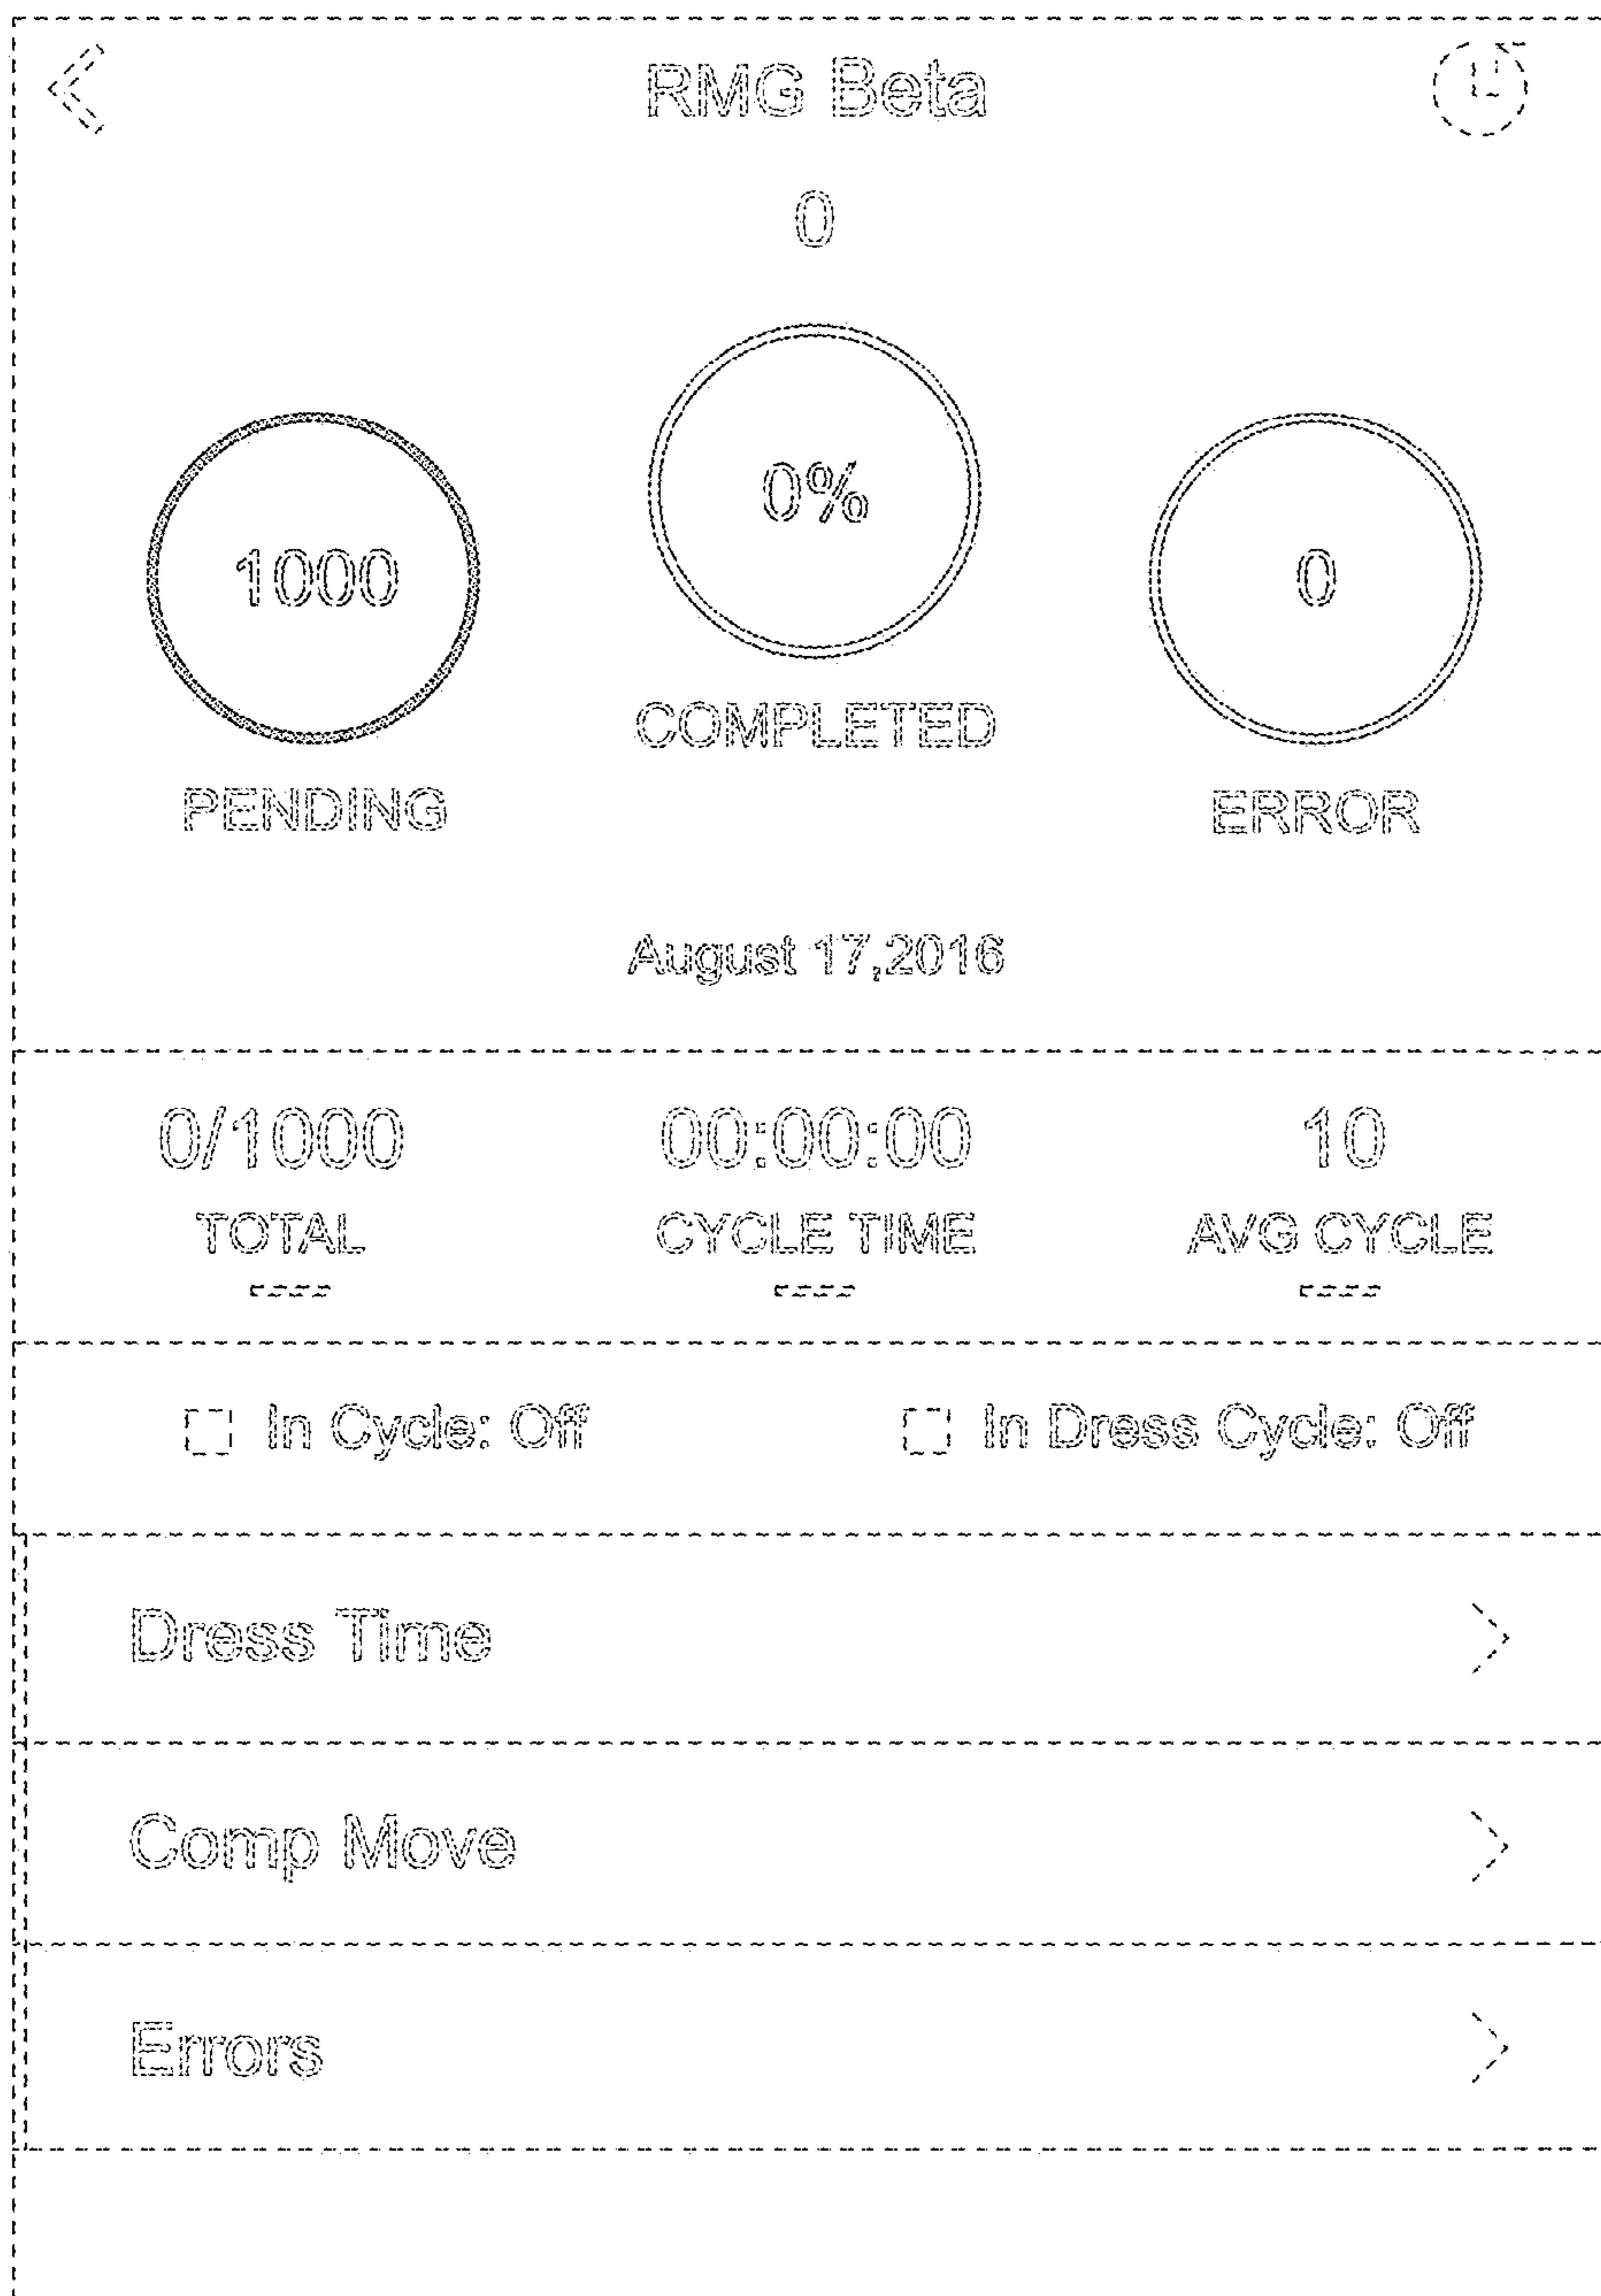 RMG Beta
0
1000
0%
0
COMPLETED
PENDING
ERROR
August 17,2016
0/1000 00:00:00 10
TOTAL CYCLE TIME AVG CYCLE
In Cycle: Off In Dress Cycle: Off
Dress Time
Comp Move
Errors